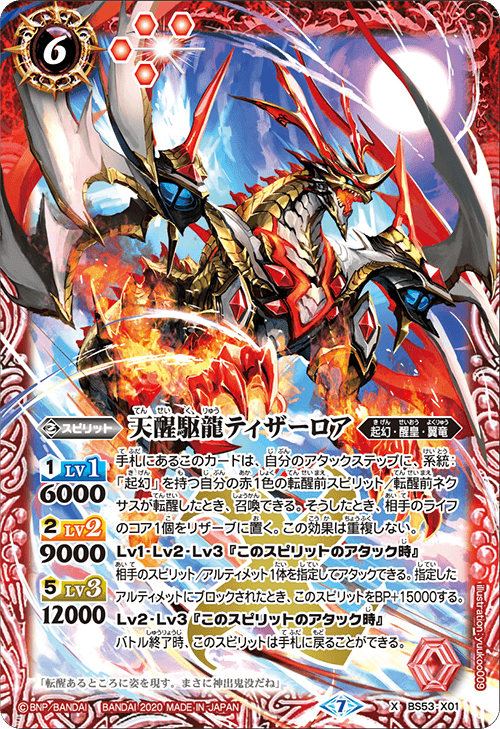 6
天醒駆龍ティザーロア
スピリット
起幻・醒皇・翼竜
1 LV1
6000
2 LV2
9000
5 LV3
12000
手札にあるこのカードは、自分のアタックステップに、系統:
「起幻」を持つ自分の赤1色の転醒前スピリット/転醒前ネク
サスが転醒したとき、召喚できる。そうしたとき、相手のライフ
のコア1個をリザーブに置く。この効果は重複しない。
Lv1・Lv2・Lv3『このスピリットのアタック時』
相手のスピリット/アルティメット1体を指定してアタックできる。指定した
アルティメットにブロックされたとき、このスピリットをBP+15000する。
Lv2・Lv3『このスピリットのアタック時』
バトル終了時、このスピリットは手札に戻ることができる。
「転醒あるところに姿を現す。まさに神出鬼没だね」
illustration: yukoo009
©BNP/BANDAI BANDAI 2020 MADE IN JAPAN
7
X BS53-X01